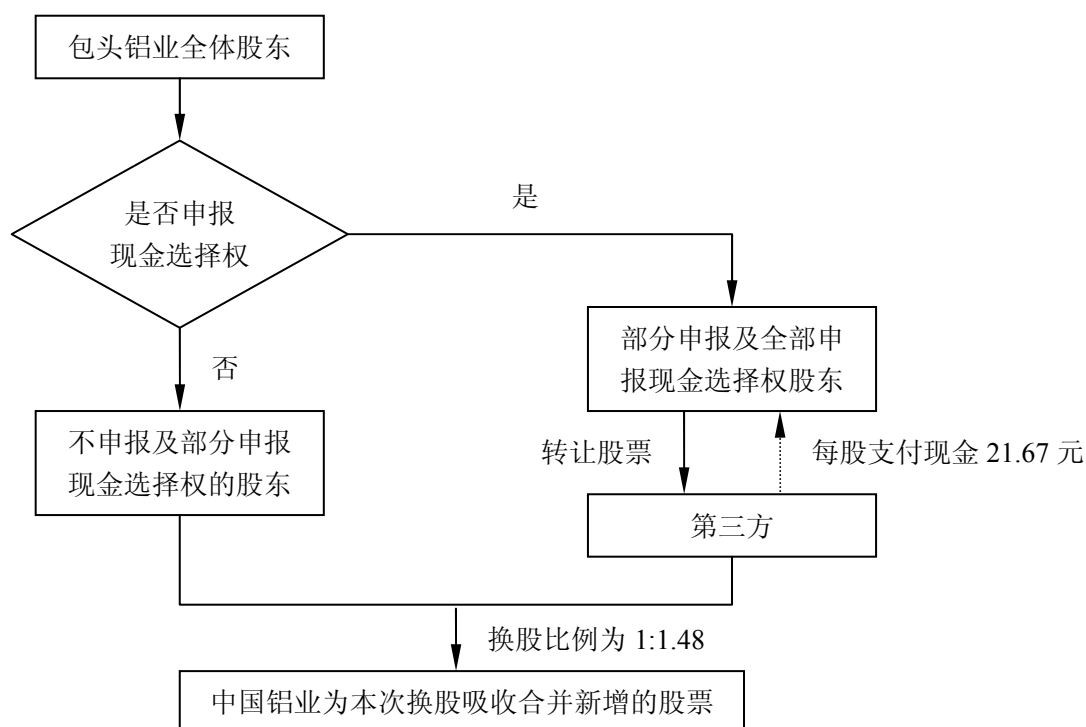 包头铝业全体股东
是否申报
现金选择权
是
否
部分申报及全部申
报现金选择权股东
不申报及部分申报
现金选择权的股东
转让股票
每股支付现金 21.67 元
第三方
换股比例为 1:1.48
中国铝业为本次换股吸收合并新增的股票